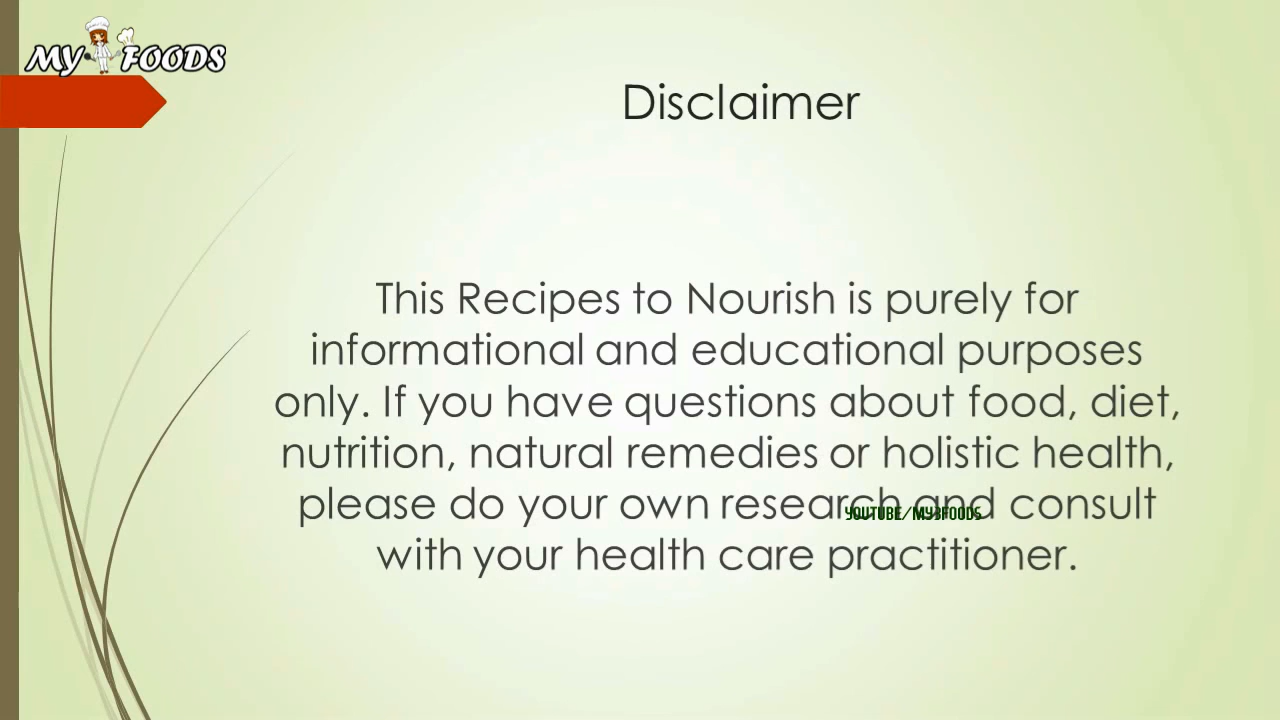 MY FOODS
Disclaimer
This Recipes to Nourish is purely for
informational and educational purposes
only. If you have questions about food, diet,
nutrition, natural remedies or holistic health,
please do your own research and consult
YOUTUBE/MY3FOODS
with your health care practitioner.